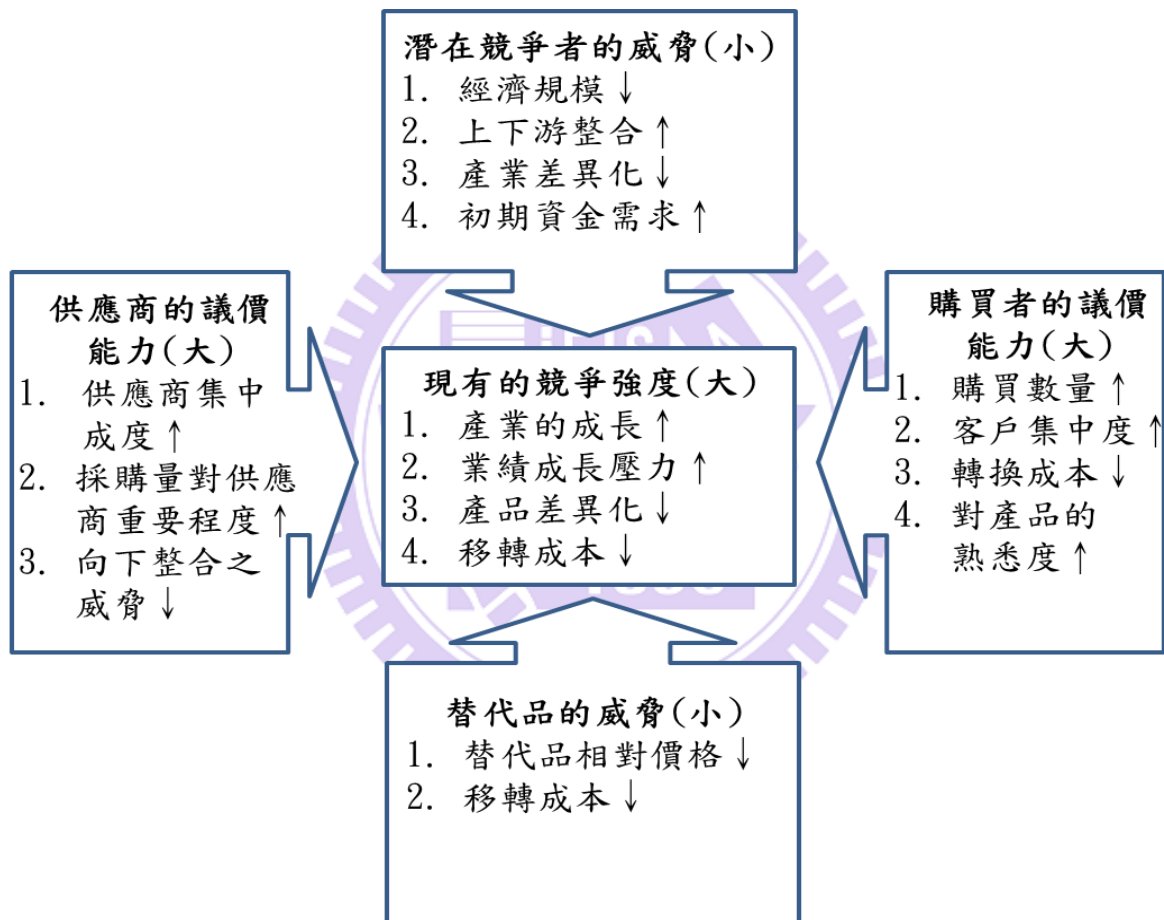 潛在競爭者的威脅(小)
1. 經濟規模↓
2. 上下游整合↑
3. 產業差異化↓
4. 初期資金需求↑
供應商的議價
能力(大)
1. 供應商集中
成度↑
2. 採購量對供應
商重要程度↑
3. 向下整合之
威脅↓
現有的競爭強度(大)
1. 產業的成長↑
2. 業績成長壓力↑
3. 產品差異化↓
4. 移轉成本↓
購買者的議價
能力(大)
1. 購買數量↑
2. 客戶集中度↑
3. 轉換成本↓
4. 對產品的
熟悉度↑
替代品的威脅(小)
1. 替代品相對價格↓
2. 移轉成本↓